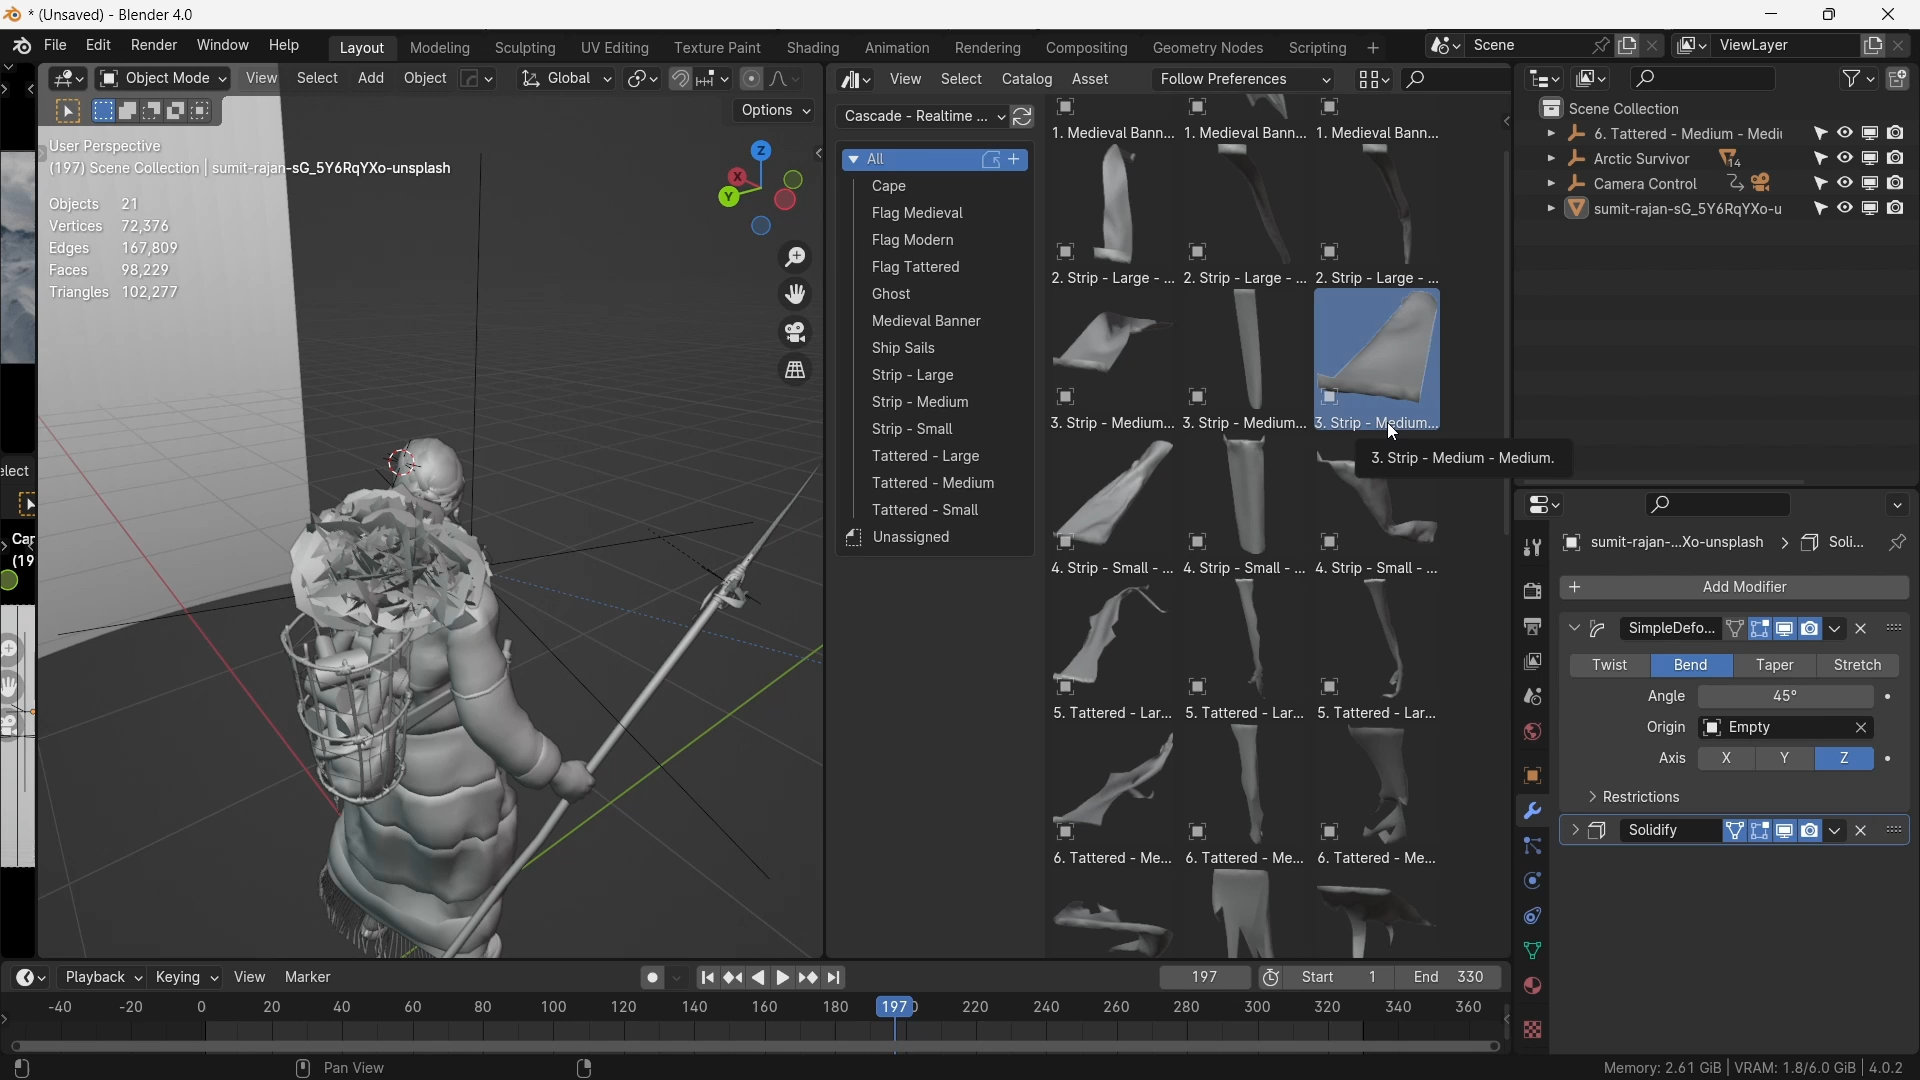 * (Unsaved) - Blender 4.0
File Edit Render Window Help
Layout Modeling Sculpting UV Editing Texture Paint Shading Animation Rendering Compositing Geometry Nodes Scripting +
Scene
ViewLayer
Object Mode View Select Add Object Global
Options
User Perspective
(197) Scene Collection | sumit-rajan-sG_5Y6RqYXo-unsplash
Objects 21
Vertices 72,376
Edges 167,809
Faces 98,229
Triangles 102,277
Z
X
Y
elect
Car
(19
View Select Catalog Asset Follow Preferences
Cascade - Realtime ...
All
Cape
Flag Medieval
Flag Modern
Flag Tattered
Ghost
Medieval Banner
Ship Sails
Strip - Large
Strip - Medium
Strip - Small
Tattered - Large
Tattered - Medium
Tattered - Small
Unassigned
1. Medieval Bann... 1. Medieval Bann... 1. Medieval Bann...
2. Strip - Large - ... 2. Strip - Large - ... 2. Strip - Large - ...
3. Strip - Medium... 3. Strip - Medium... 3. Strip - Medium...
3. Strip - Medium - Medium.
4. Strip - Small - ... 4. Strip - Small - ... 4. Strip - Small - ...
5. Tattered - Lar... 5. Tattered - Lar... 5. Tattered - Lar...
6. Tattered - Me... 6. Tattered - Me... 6. Tattered - Me...
Scene Collection
6. Tattered - Medium - Mediu
Arctic Survivor 14
Camera Control
sumit-rajan-sG_5Y6RqYXo-u
sumit-rajan-...Xo-unsplash > Soli...
+ Add Modifier
SimpleDefo...
Twist Bend Taper Stretch
Angle 45°
Origin Empty
Axis X Y Z
Restrictions
Solidify
Playback Keying View Marker
197 Start 1 End 330
-40 -20 0 20 40 60 80 100 120 140 160 180 197 220 240 260 280 300 320 340 360
Pan View
Memory: 2.61 GiB | VRAM: 1.8/6.0 GiB | 4.0.2